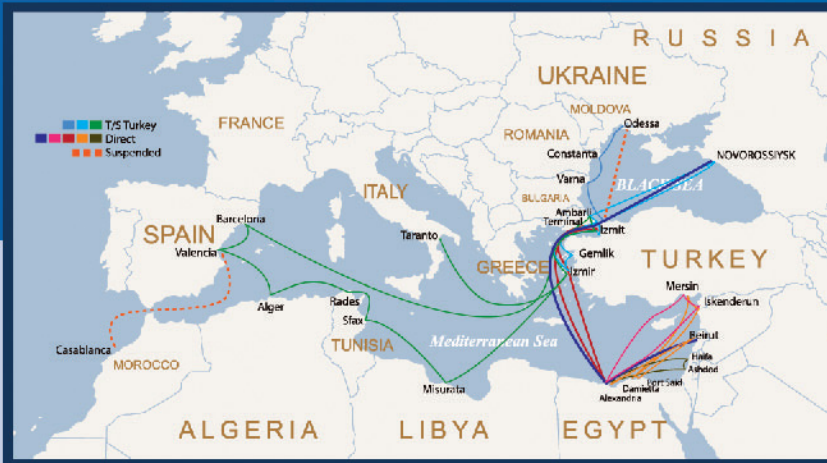 RUSSIA
UKRAINE
MOLDOVA
Odessa
T/S Turkey
Direct
Suspended
FRANCE
ROMANIA
Constanta
NOVOROSSIYSK
Varna
BLACE SEA
ITALY
BULGARIA
Ambarli
Terminal
Izmit
Barcelona
SPAIN
Valencia
Taranto
GREECE
Gemlik
Izmir
TURKEY
Mersin
Iskenderun
Alger
Rades
Sfax
Casablanca
MOROCCO
TUNISIA
Mediterranean Sea
Beirut
Haifa
Ashdod
Port Said
Damietta
Alexandria
Misurata
ALGERIA
LIBYA
EGYPT